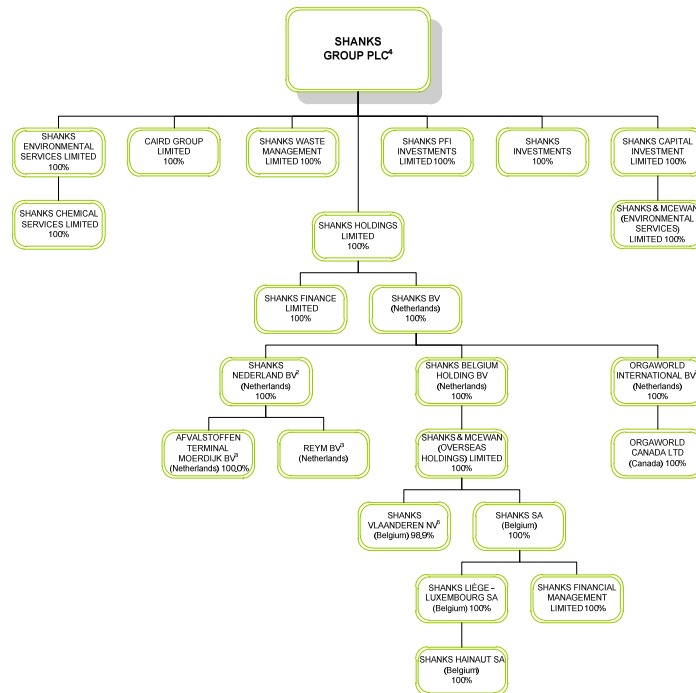 SHANKS
GROUP PLC⁴
SHANKS
ENVIRONMENTAL
SERVICES LIMITED
100%
CAIRD GROUP
LIMITED
100%
SHANKS WASTE
MANAGEMENT
LIMITED 100%
SHANKS PFI
INVESTMENTS
LIMITED 100%
SHANKS
INVESTMENTS
100%
SHANKS CAPITAL
INVESTMENT
LIMITED 100%
SHANKS CHEMICAL
SERVICES LIMITED
100%
SHANKS & MCEWAN
(ENVIRONMENTAL
SERVICES)
LIMITED 100%
SHANKS HOLDINGS
LIMITED
100%
SHANKS FINANCE
LIMITED
100%
SHANKS BV
(Netherlands)
100%
SHANKS
NEDERLAND BV²
(Netherlands)
100%
SHANKS BELGIUM
HOLDING BV
(Netherlands)
100%
ORGAWORLD
INTERNATIONAL BV
(Netherlands)
100%
AFVALSTOFFEN
TERMINAL
MOERDIJK BV³
(Netherlands) 100,0%
REYM BV³
(Netherlands)
SHANKS & MCEWAN
(OVERSEAS
HOLDINGS) LIMITED
100%
ORGAWORLD
CANADA LTD
(Canada) 100%
SHANKS
VLAANDEREN NV⁵
(Belgium) 98,9%
SHANKS SA
(Belgium)
100%
SHANKS LIÈGE –
LUXEMBOURG SA
(Belgium) 100%
SHANKS FINANCIAL
MANAGEMENT
LIMITED 100%
SHANKS HAINAUT SA
(Belgium)
100%